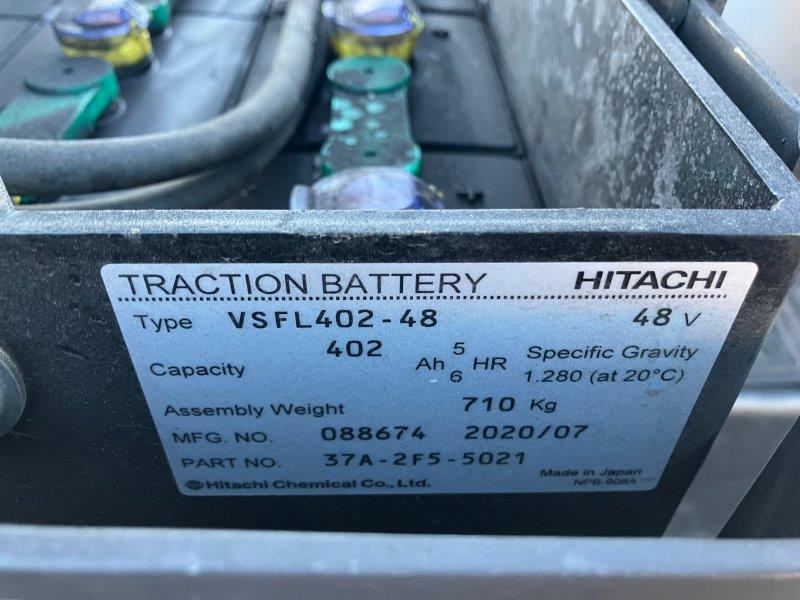 TRACTION BATTERY HITACHI
Type VSFL402-48 48 V
Capacity 402 Ah 5 6 HR Specific Gravity 1.280 (at 20°C)
Assembly Weight 710 Kg
MFG. NO. 088674 2020/07
PART NO. 37A-2F5-5021
Made in Japan
Hitachi Chemical Co., Ltd. NPB-908A